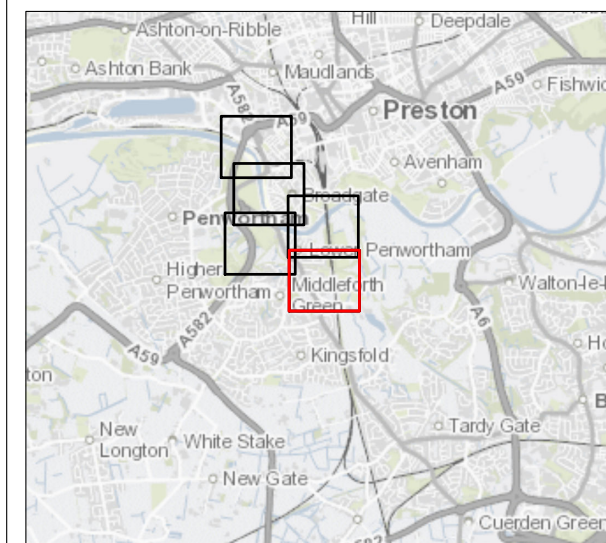 Hill
Deepdale
Ashton-on-Ribble
Ashton Bank
Maudlands
A59
Fishwic
A582
A59
Preston
Avenham
Broadgate
Penwortham
Lower Penwortham
Higher
Penwortham
Middleforth
Green
Walton-le-
A582
A6
A59
Kingsfold
Ho
ton
B
New
Longton
White Stake
Tardy Gate
New Gate
Cuerden Green